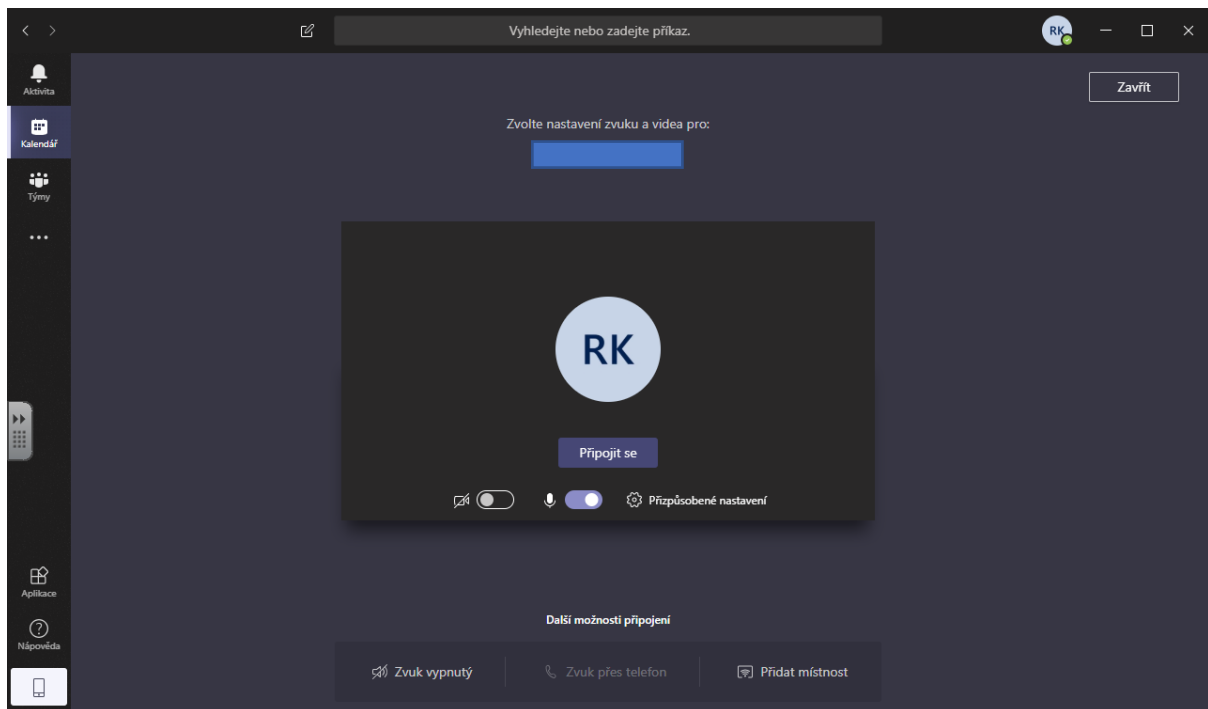 Vyhledejte nebo zadejte příkaz.
RK
Aktivita
Kalendář
Týmy
Zavřít
Zvolte nastavení zvuku a videa pro:
RK
Připojit se
Přizpůsobené nastavení
Aplikace
Nápověda
Další možnosti připojení
Zvuk vypnutý
Zvuk přes telefon
Přidat místnost